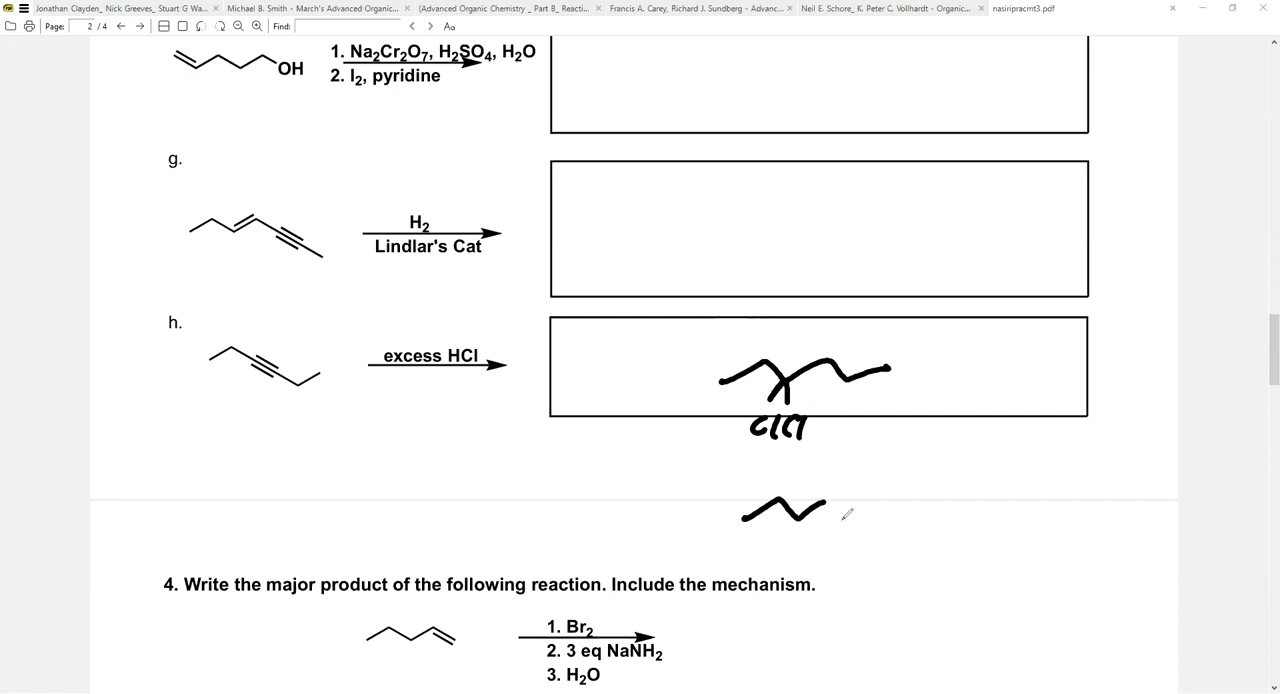 Jonathan Clayden_ Nick Greeves_ Stuart G Wa... Michael B. Smith - March's Advanced Organic... (Advanced Organic Chemistry _ Part B_ Reacti... Francis A. Carey, Richard J. Sundberg - Advanc... Neil E. Schore_ K. Peter C. Vollhardt - Organic... nasiripracmt3.pdf
Page: 2 / 4 Find: Aa
1. Na₂Cr₂O₇, H₂SO₄, H₂O
OH
2. I₂, pyridine
g.
H₂
Lindlar's Cat
h.
excess HCl
Cl Cl
4. Write the major product of the following reaction. Include the mechanism.
1. Br₂
2. 3 eq NaNH₂
3. H₂O